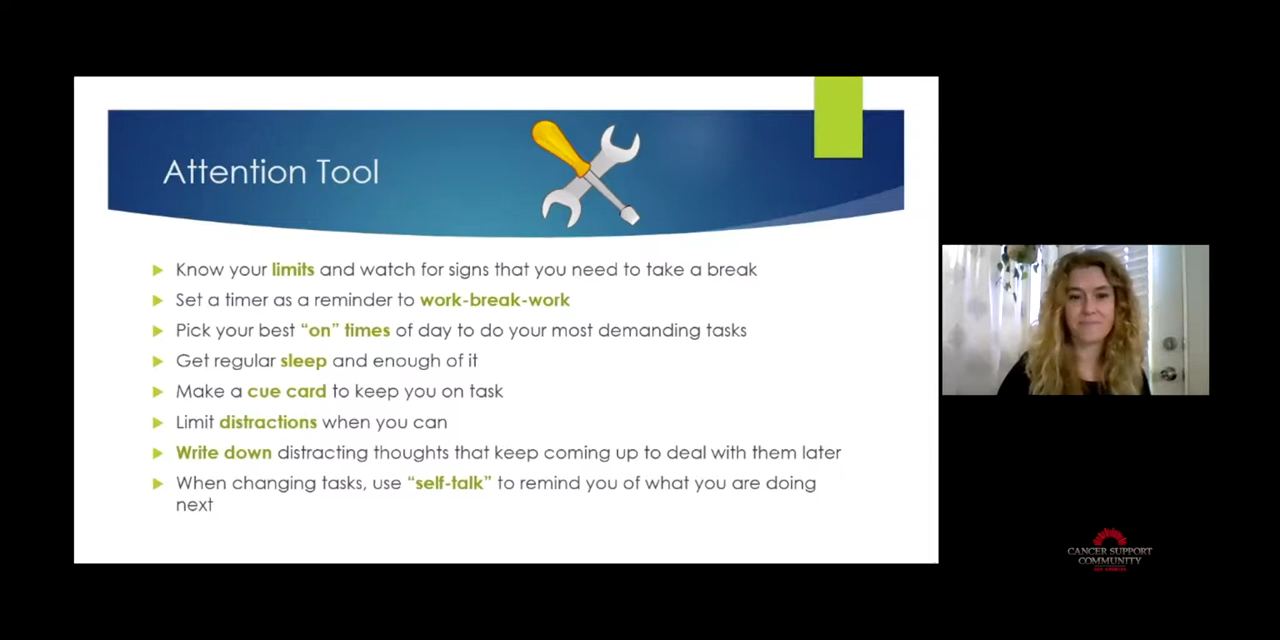 Attention Tool
Know your limits and watch for signs that you need to take a break
Set a timer as a reminder to work-break-work
Pick your best “on” times of day to do your most demanding tasks
Get regular sleep and enough of it
Make a cue card to keep you on task
Limit distractions when you can
Write down distracting thoughts that keep coming up to deal with them later
When changing tasks, use “self-talk” to remind you of what you are doing
next
CANCER SUPPORT
COMMUNITY
LOS ANGELES